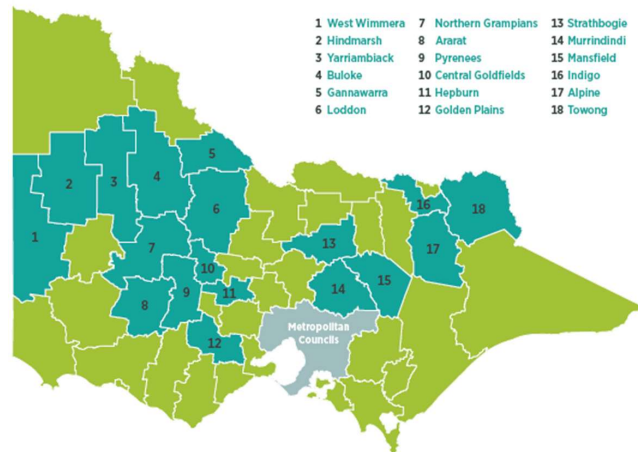 1 West Wimmera
2 Hindmarsh
3 Yarriambiack
4 Buloke
5 Gannawarra
6 Loddon
7 Northern Grampians
8 Ararat
9 Pyrenees
10 Central Goldfields
11 Hepburn
12 Golden Plains
13 Strathbogie
14 Murrindindi
15 Mansfield
16 Indigo
17 Alpine
18 Towong
5
4
3
2
6
16
18
1
7
13
17
10
15
14
9
11
8
Metropolitan
Councils
12